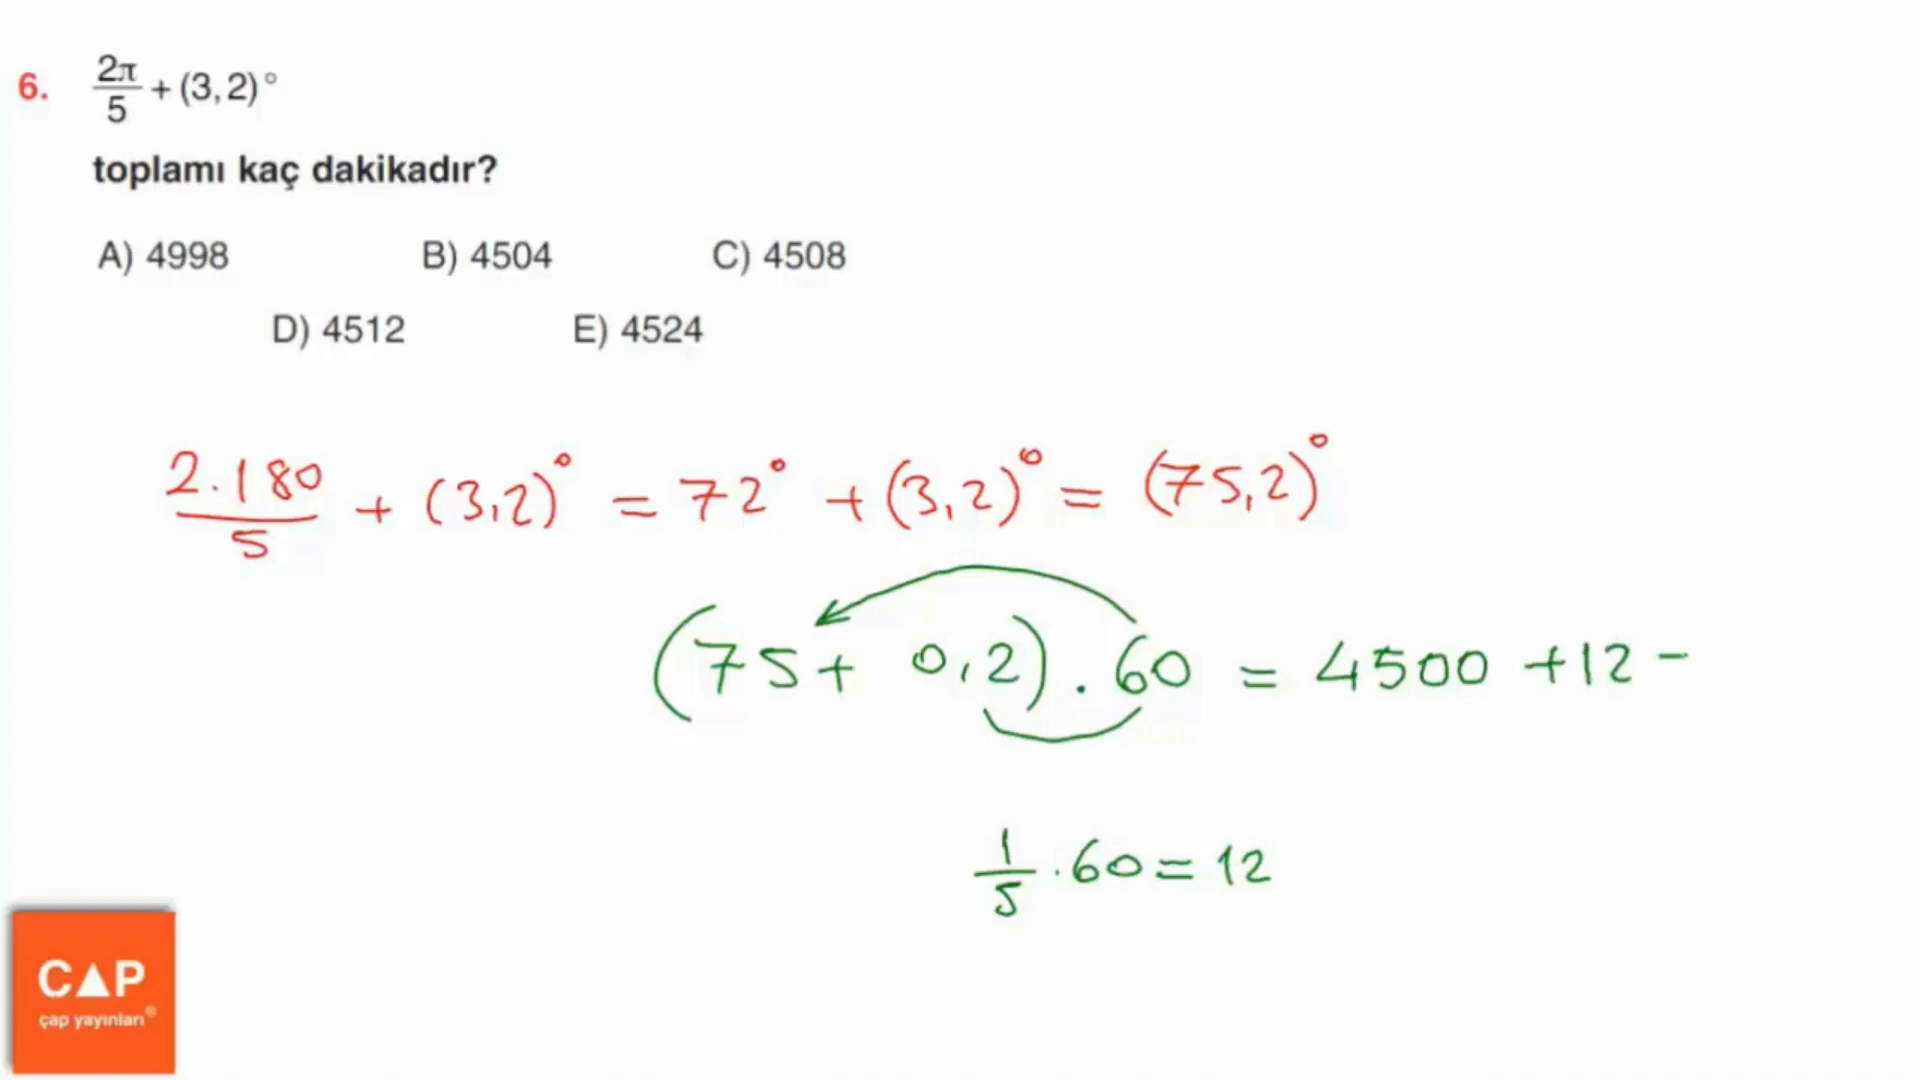 6. 2π/5 + (3,2)°
toplamı kaç dakikadır?
A) 4998 B) 4504 C) 4508
D) 4512 E) 4524
2.180/5 + (3,2)° = 72° + (3,2)° = (75,2)°
(75+ 0,2).60 = 4500 +12 -
1/5 . 60 = 12
CAP
çap yayınları®